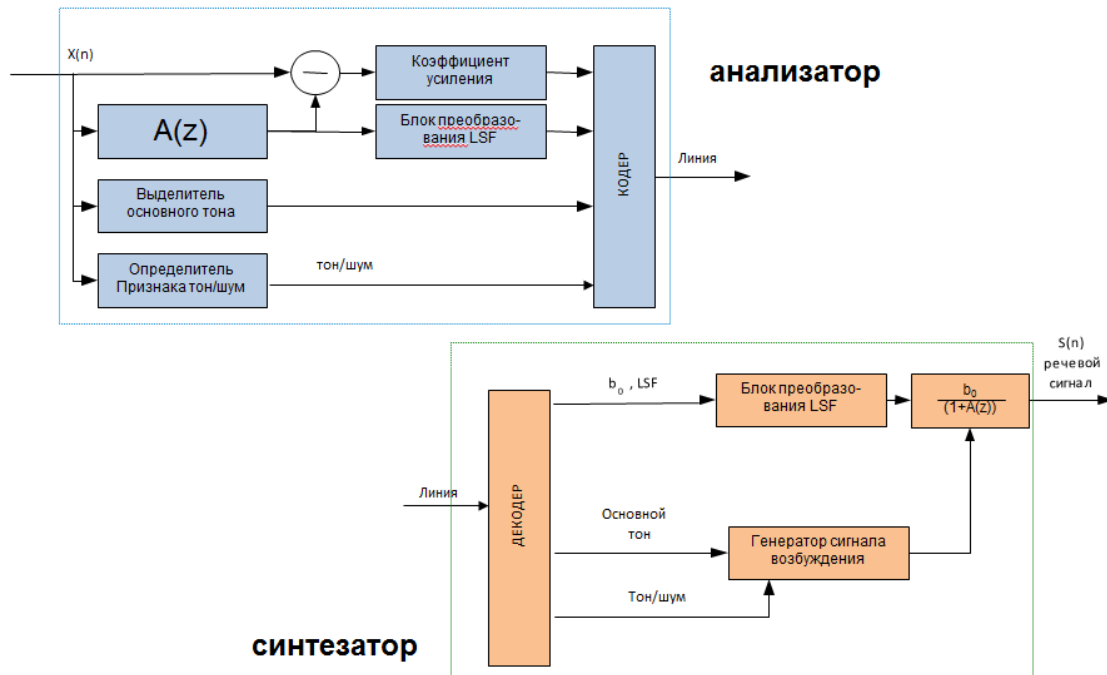 X(n)
Коэффициент
усиления
анализатор
A(z)
Блок преобразо-
вания LSF
КОДЕР
Линия
Выделитель
основного тона
Определитель
Признака тон/шум
тон/шум
S(n)
речевой
сигнал
b₀ , LSF
Блок преобразо-
вания LSF
b₀
(1+A(z))
Линия
ДЕКОДЕР
Основной
тон
Генератор сигнала
возбуждения
Тон/шум
синтезатор